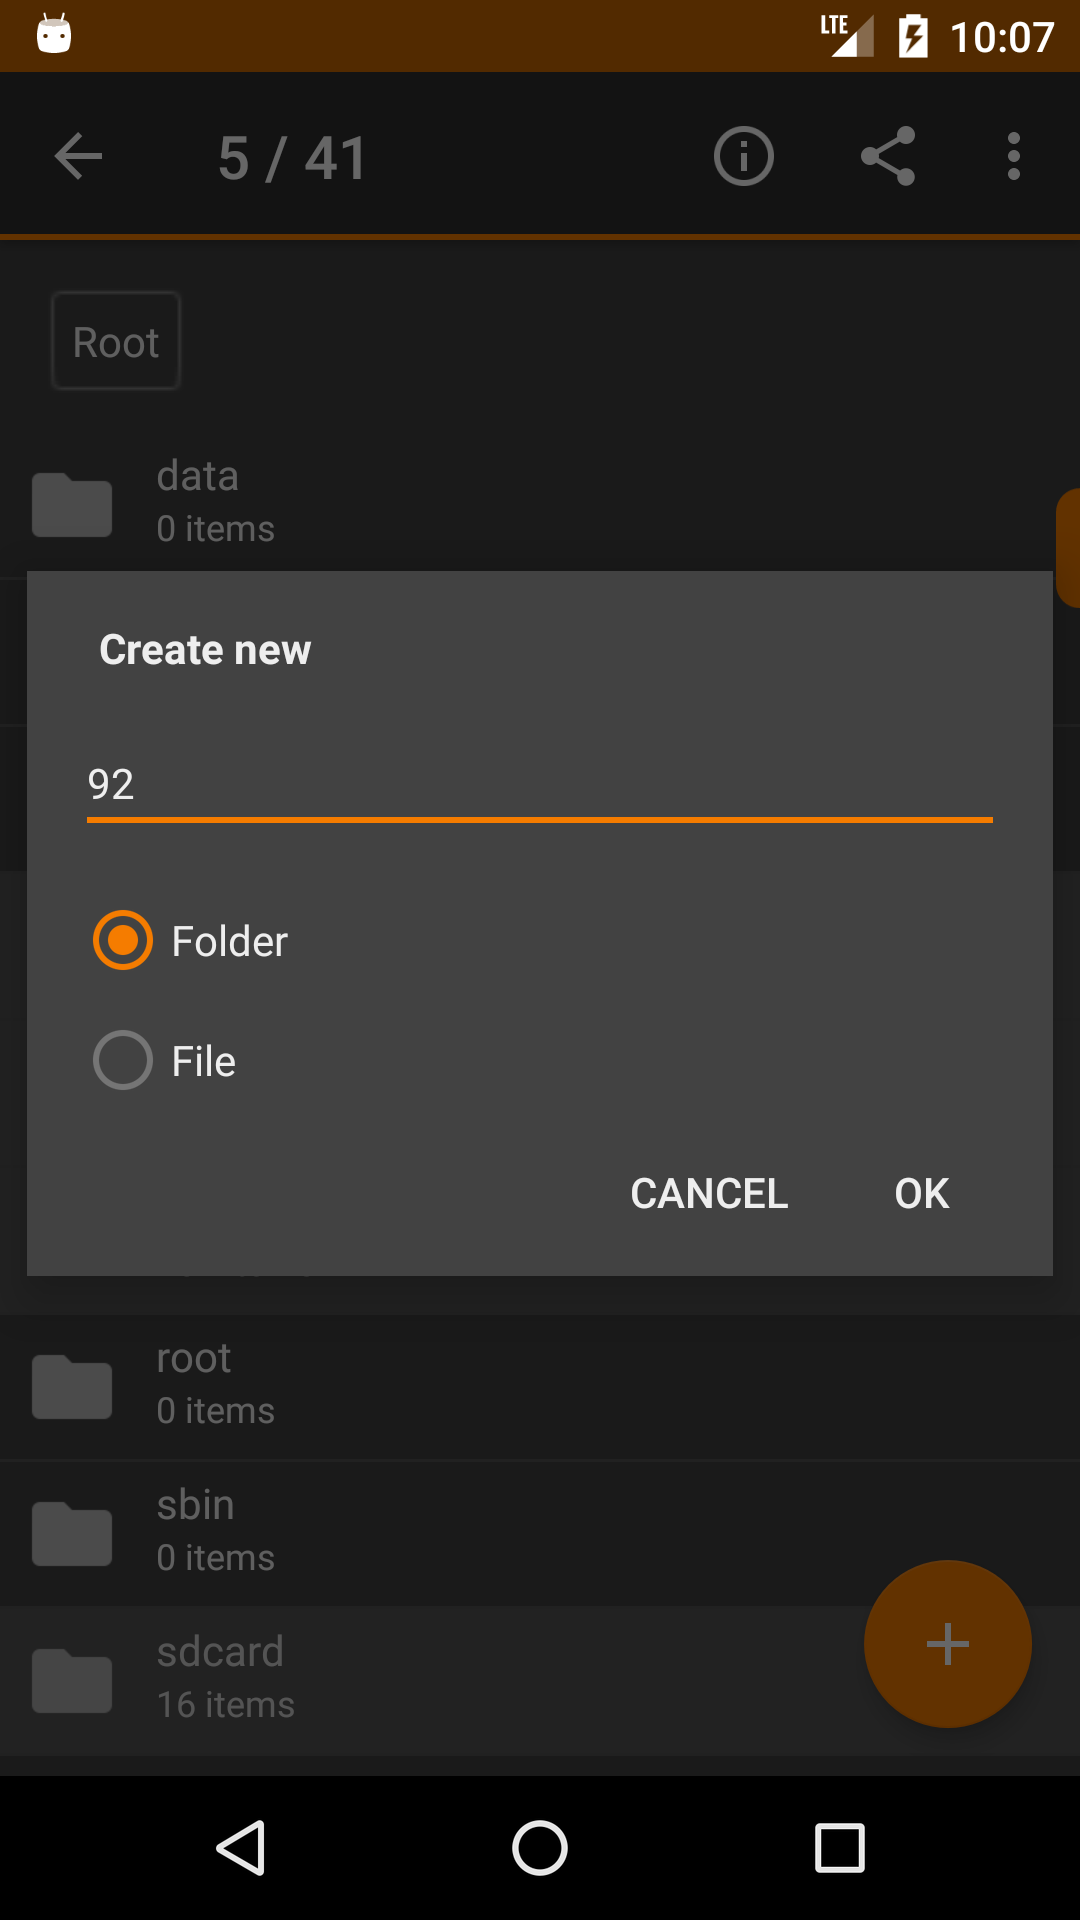 LTE 10:07
5 / 41
Root
data
0 items
Create new
92
Folder
File
CANCEL OK
root
0 items
sbin
0 items
sdcard
16 items